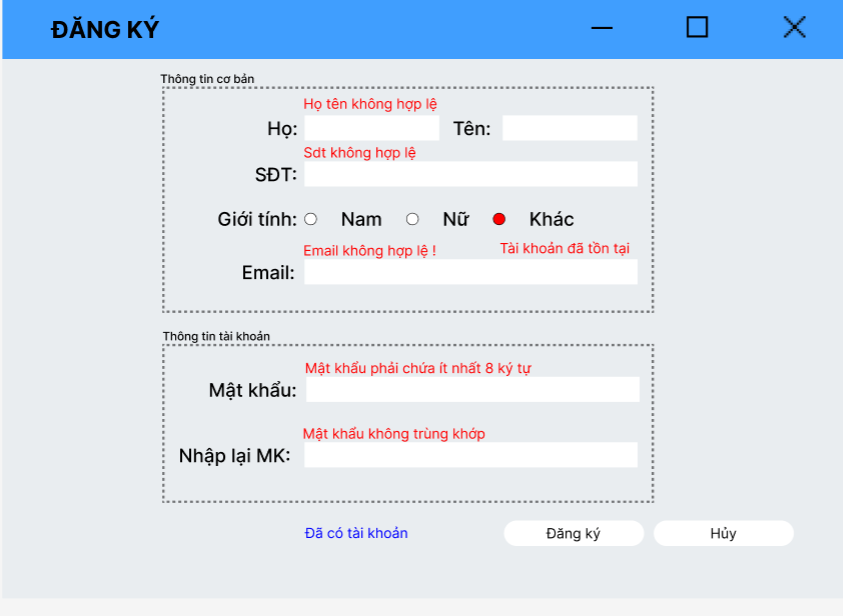 ĐĂNG KÝ
Thông tin cơ bản
Họ tên không hợp lệ
Họ: Tên:
Sdt không hợp lệ
SĐT:
Giới tính: Nam Nữ Khác
Email không hợp lệ ! Tài khoản đã tồn tại
Email:
Thông tin tài khoản
Mật khẩu phải chứa ít nhất 8 ký tự
Mật khẩu:
Mật khẩu không trùng khớp
Nhập lại MK:
Đã có tài khoản Đăng ký Hủy